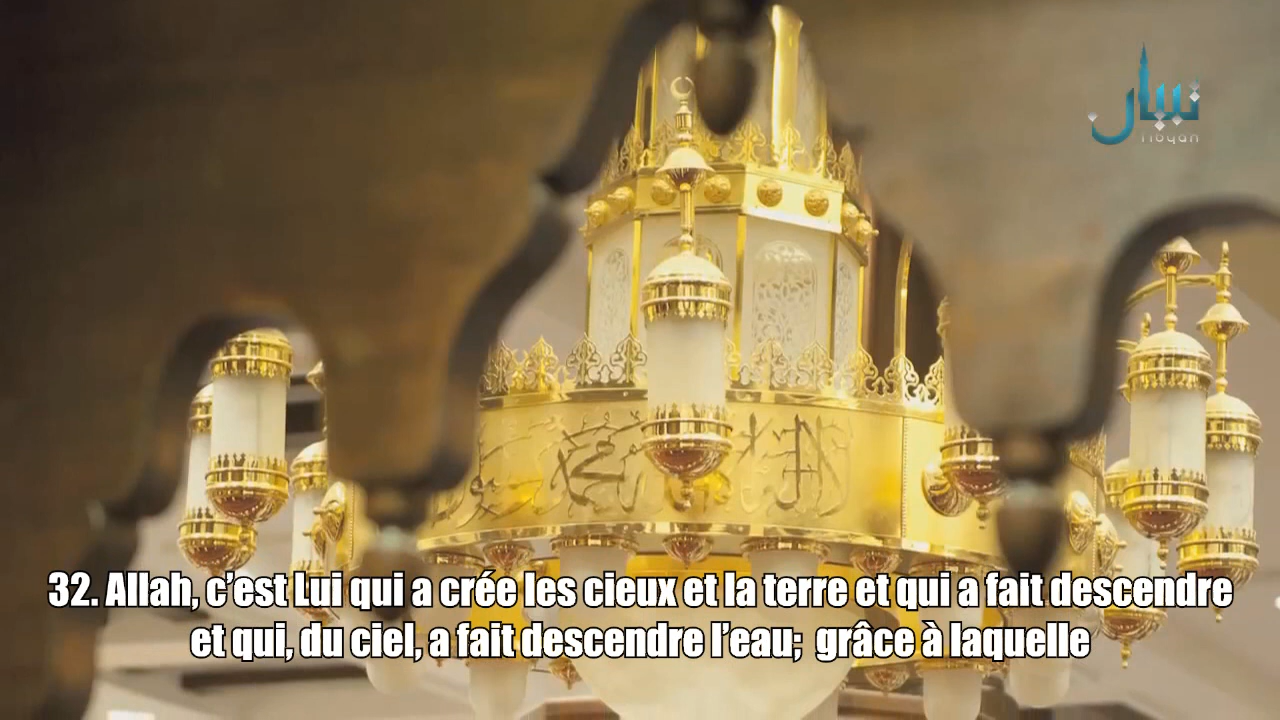 تبيان
Tibyan
32. Allah, c’est Lui qui a crée les cieux et la terre et qui a fait descendre
et qui, du ciel, a fait descendre l’eau;  grâce à laquelle